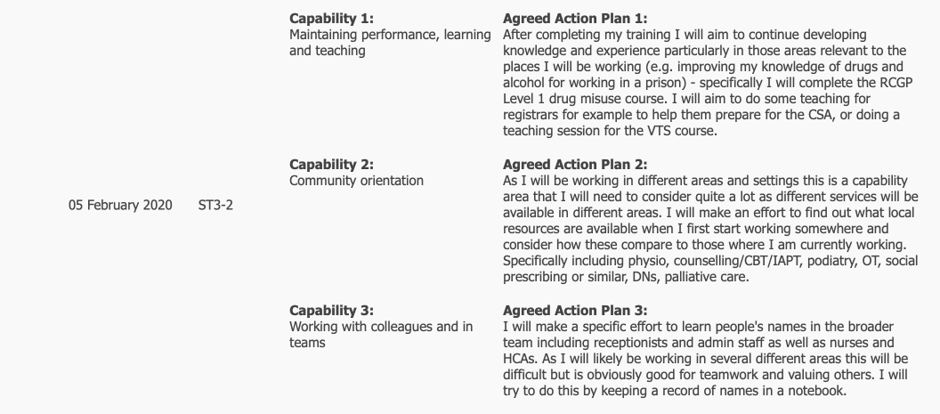 Capability 1:
Maintaining performance, learning
and teaching
Agreed Action Plan 1:
After completing my training I will aim to continue developing
knowledge and experience particularly in those areas relevant to the
places I will be working (e.g. improving my knowledge of drugs and
alcohol for working in a prison) - specifically I will complete the RCGP
Level 1 drug misuse course. I will aim to do some teaching for
registrars for example to help them prepare for the CSA, or doing a
teaching session for the VTS course.
05 February 2020 ST3-2
Capability 2:
Community orientation
Agreed Action Plan 2:
As I will be working in different areas and settings this is a capability
area that I will need to consider quite a lot as different services will be
available in different areas. I will make an effort to find out what local
resources are available when I first start working somewhere and
consider how these compare to those where I am currently working.
Specifically including physio, counselling/CBT/IAPT, podiatry, OT, social
prescribing or similar, DNs, palliative care.
Capability 3:
Working with colleagues and in
teams
Agreed Action Plan 3:
I will make a specific effort to learn people's names in the broader
team including receptionists and admin staff as well as nurses and
HCAs. As I will likely be working in several different areas this will be
difficult but is obviously good for teamwork and valuing others. I will
try to do this by keeping a record of names in a notebook.